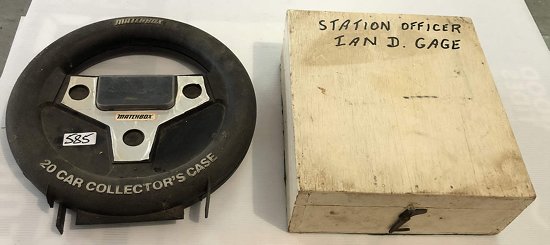 MATCHBOX
MATCHBOX
585
20 CAR COLLECTOR'S CASE
STATION OFFICER
IAN D. GAGE